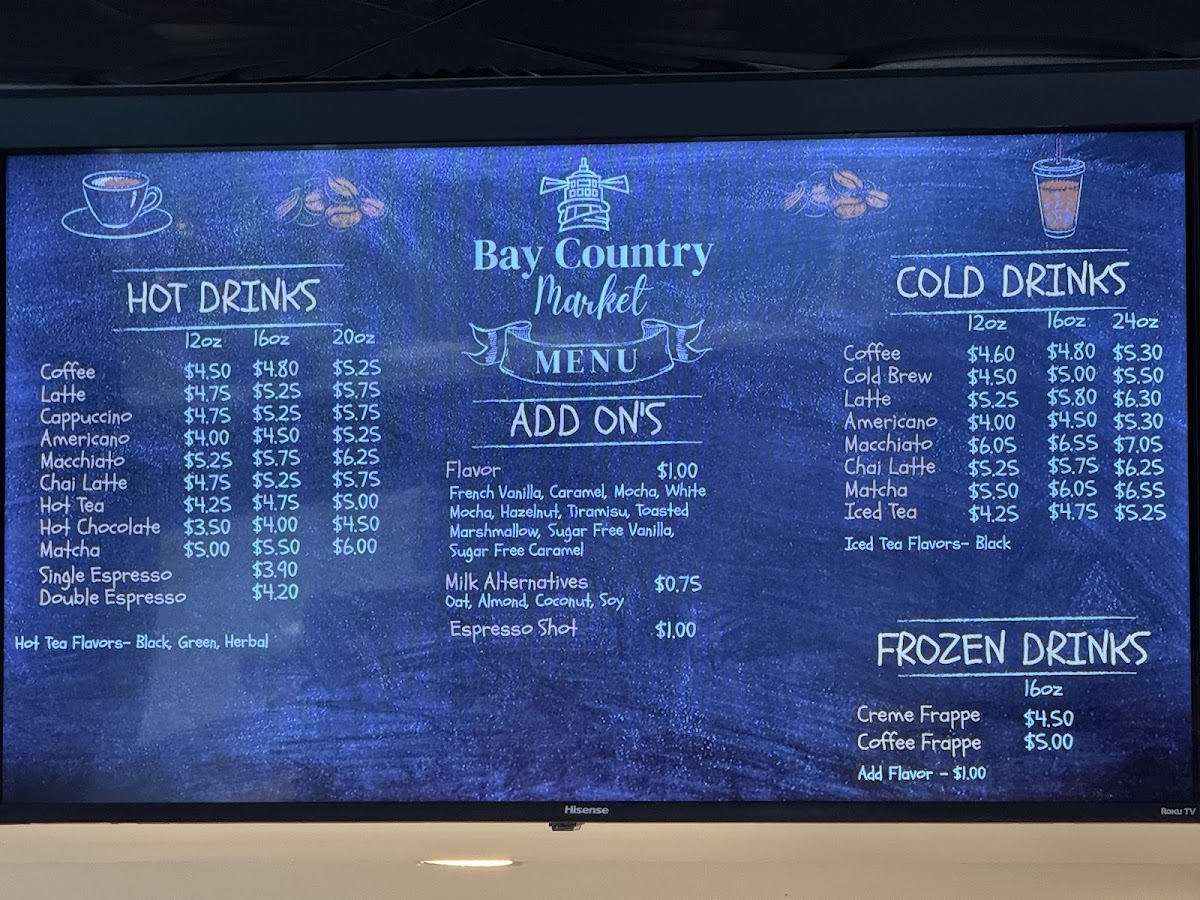 Bay Country
Market
MENU
HOT DRINKS
12oz 16oz 20oz
Coffee $4.50 $4.80 $5.25
Latte $4.75 $5.25 $5.75
Cappuccino $4.75 $5.25 $5.75
Americano $4.00 $4.50 $5.25
Macchiato $5.25 $5.75 $6.25
Chai Latte $4.75 $5.25 $5.75
Hot Tea $4.25 $4.75 $5.00
Hot Chocolate $3.50 $4.00 $4.50
Matcha $5.00 $5.50 $6.00
Single Espresso $3.90
Double Espresso $4.20
Hot Tea Flavors- Black, Green, Herbal
ADD ON'S
Flavor $1.00
French Vanilla, Caramel, Mocha, White
Mocha, Hazelnut, Tiramisu, Toasted
Marshmallow, Sugar Free Vanilla,
Sugar Free Caramel
Milk Alternatives $0.75
Oat, Almond, Coconut, Soy
Espresso Shot $1.00
COLD DRINKS
12oz 16oz 24oz
Coffee $4.60 $4.80 $5.30
Cold Brew $4.50 $5.00 $5.50
Latte $5.25 $5.80 $6.30
Americano $4.00 $4.50 $5.30
Macchiato $6.05 $6.55 $7.05
Chai Latte $5.25 $5.75 $6.25
Matcha $5.50 $6.05 $6.55
Iced Tea $4.25 $4.75 $5.25
Iced Tea Flavors- Black
FROZEN DRINKS
16oz
Creme Frappe $4.50
Coffee Frappe $5.00
Add Flavor - $1.00
Hisense
Roku TV